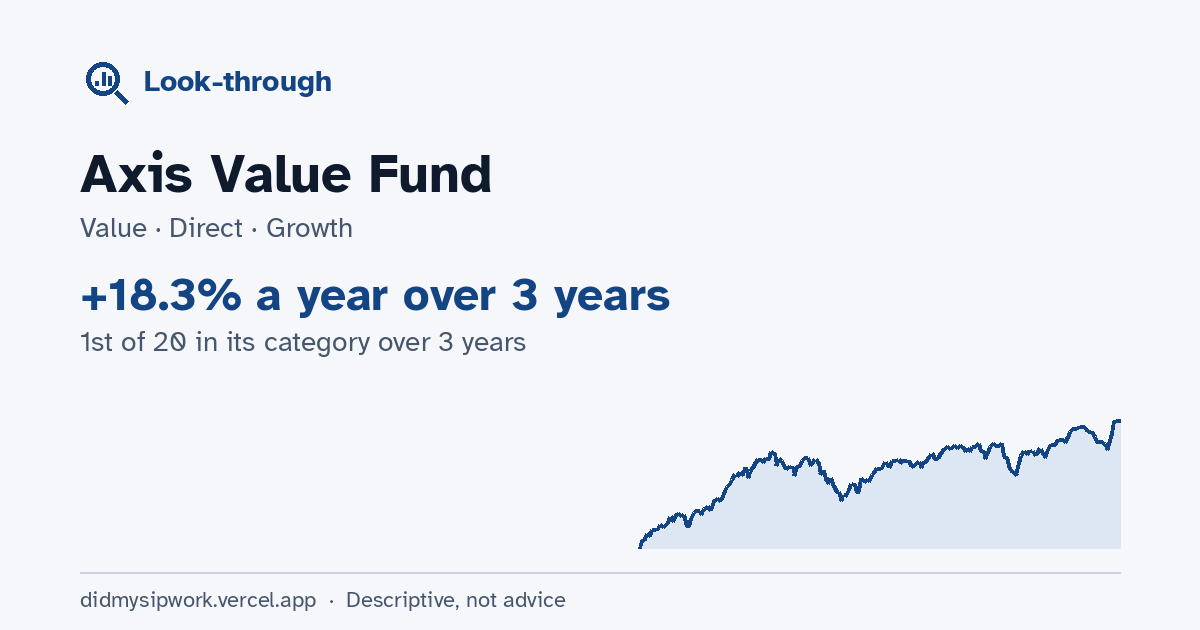 Look-through
Axis Value Fund
Value · Direct · Growth
+18.3% a year over 3 years
1st of 20 in its category over 3 years
didmysipwork.vercel.app · Descriptive, not advice